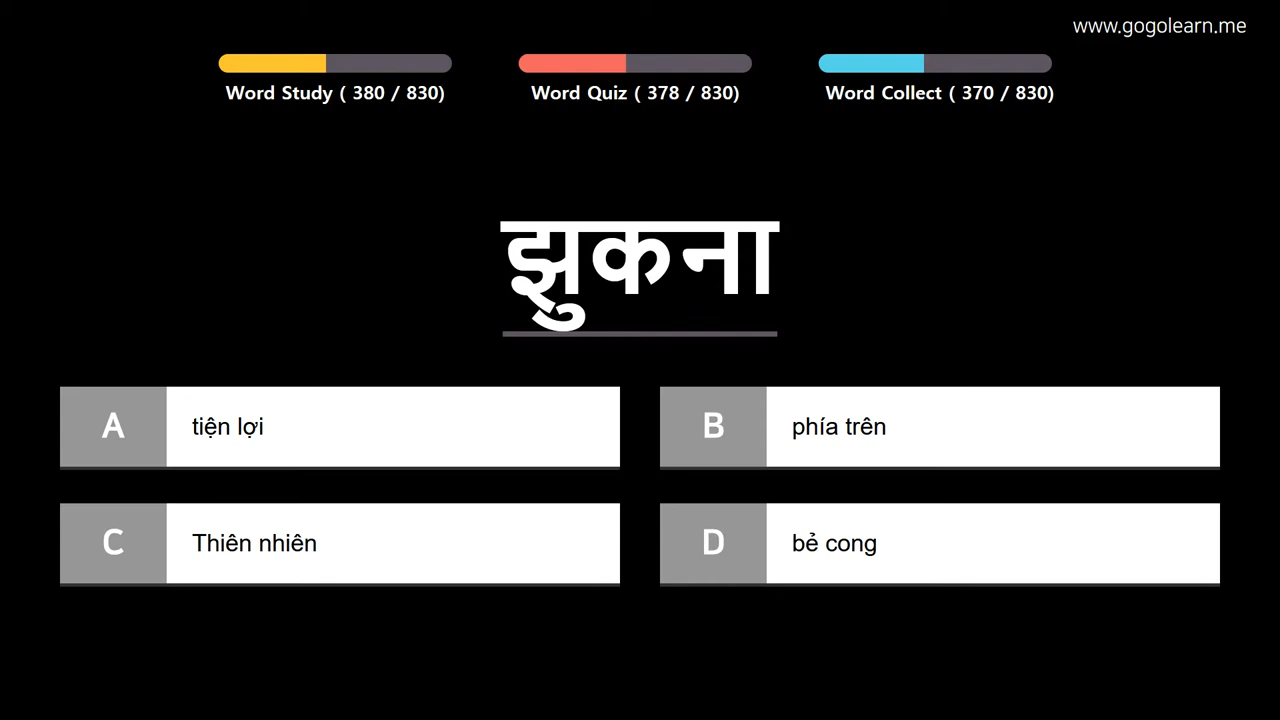 www.gogolearn.me
Word Study ( 380 / 830)
Word Quiz ( 378 / 830)
Word Collect ( 370 / 830)
झुकना
A
tiện lợi
B
phía trên
C
Thiên nhiên
D
bẻ cong